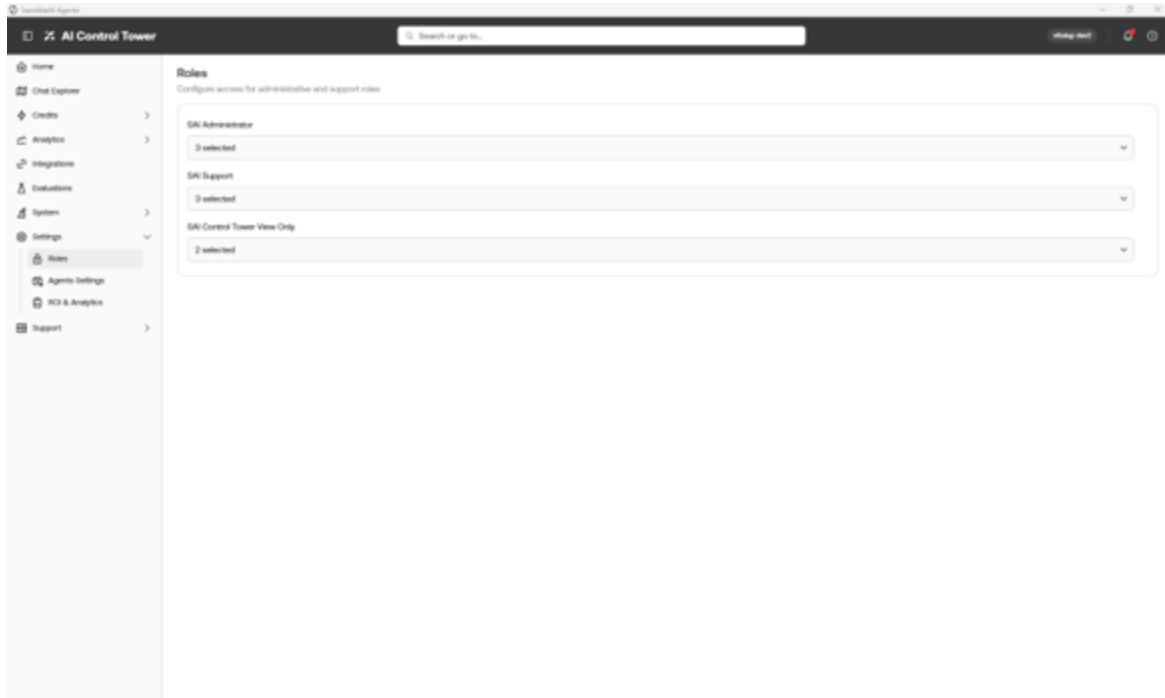 SensibleAI Agents
AI Control Tower
Search or go to...
Home
Chat Explorer
Credits
Analytics
Integrations
Evaluations
System
Settings
Roles
Agents Settings
ROI & Analytics
Support
Roles
Configure access for administrative and support roles
SAI Administrator
3 selected
SAI Support
3 selected
SAI Control Tower View Only
2 selected